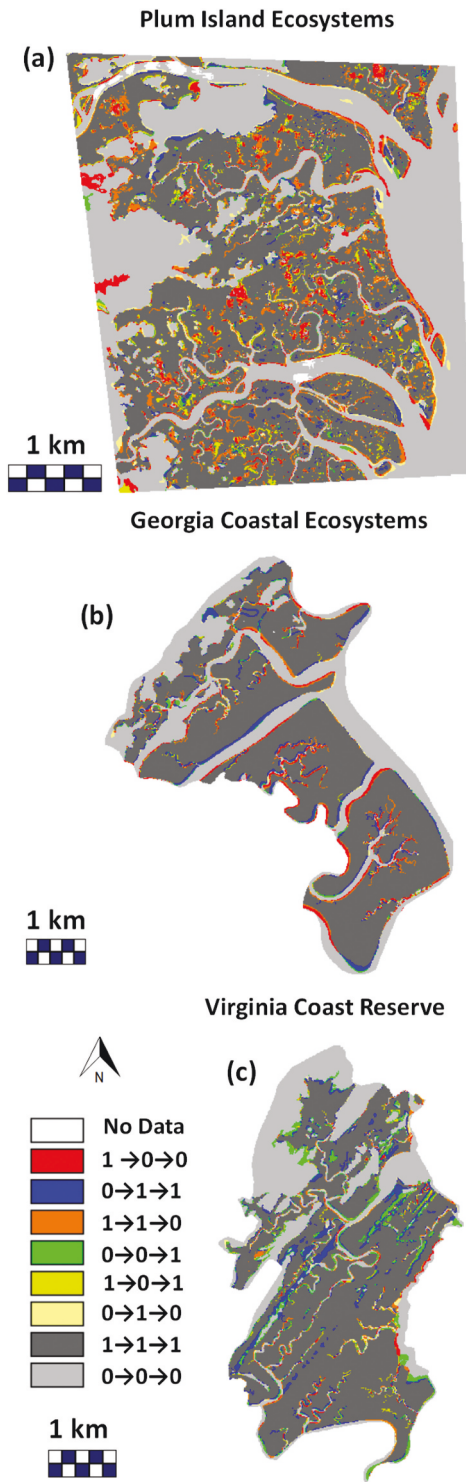 Plum Island Ecosystems
(a)
1 km
Georgia Coastal Ecosystems
(b)
1 km
Virginia Coast Reserve
(c)
N
No Data
1→0→0
0→1→1
1→1→0
0→0→1
1→0→1
0→1→0
1→1→1
0→0→0
1 km